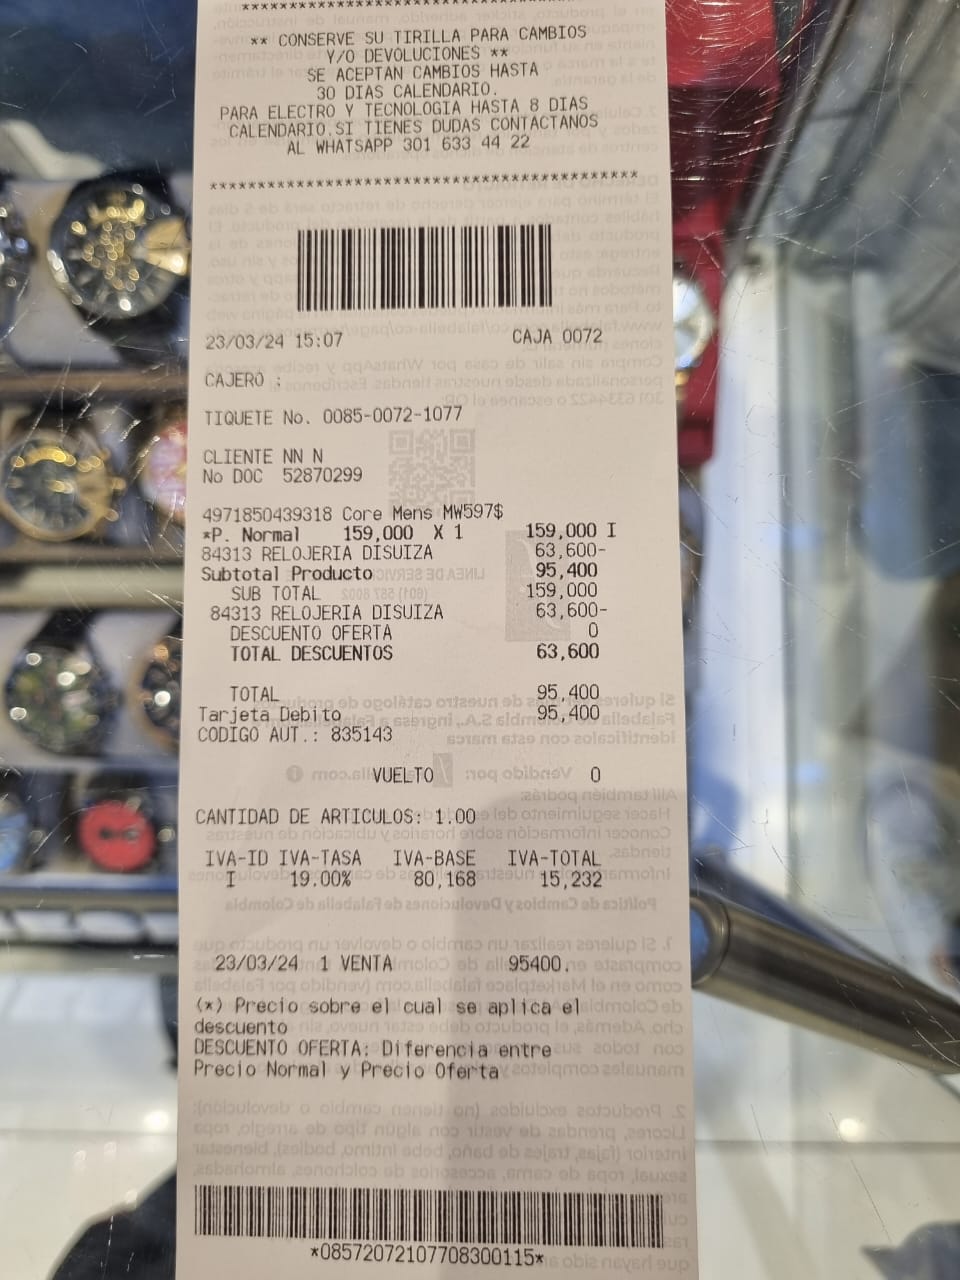 ** CONSERVE SU TIRILLA PARA CAMBIOS
Y/O DEVOLUCIONES **
SE ACEPTAN CAMBIOS HASTA
30 DIAS CALENDARIO.
PARA ELECTRO Y TECNOLOGIA HASTA 8 DIAS
CALENDARIO.SI TIENES DUDAS CONTACTANOS
AL WHATSAPP 301 633 44 22
*********************************************
23/03/24 15:07 CAJA 0072
CAJERO :
TIQUETE No. 0085-0072-1077
CLIENTE NN N
No DOC 52870299
4971850439318 Core Mens MW597$
*P. Normal 159,000 X 1 159,000 I
84313 RELOJERIA DISUIZA 63,600-
Subtotal Producto 95,400
SUB TOTAL 159,000
84313 RELOJERIA DISUIZA 63,600-
DESCUENTO OFERTA 0
TOTAL DESCUENTOS 63,600
TOTAL 95,400
Tarjeta Debito 95,400
CODIGO AUT.: 835143
VUELTO 0
CANTIDAD DE ARTICULOS: 1.00
IVA-ID IVA-TASA IVA-BASE IVA-TOTAL
I 19.00% 80,168 15,232
23/03/24 1 VENTA 95400.
(*) Precio sobre el cual se aplica el
descuento
DESCUENTO OFERTA: Diferencia entre
Precio Normal y Precio Oferta
*08572072107708300115*